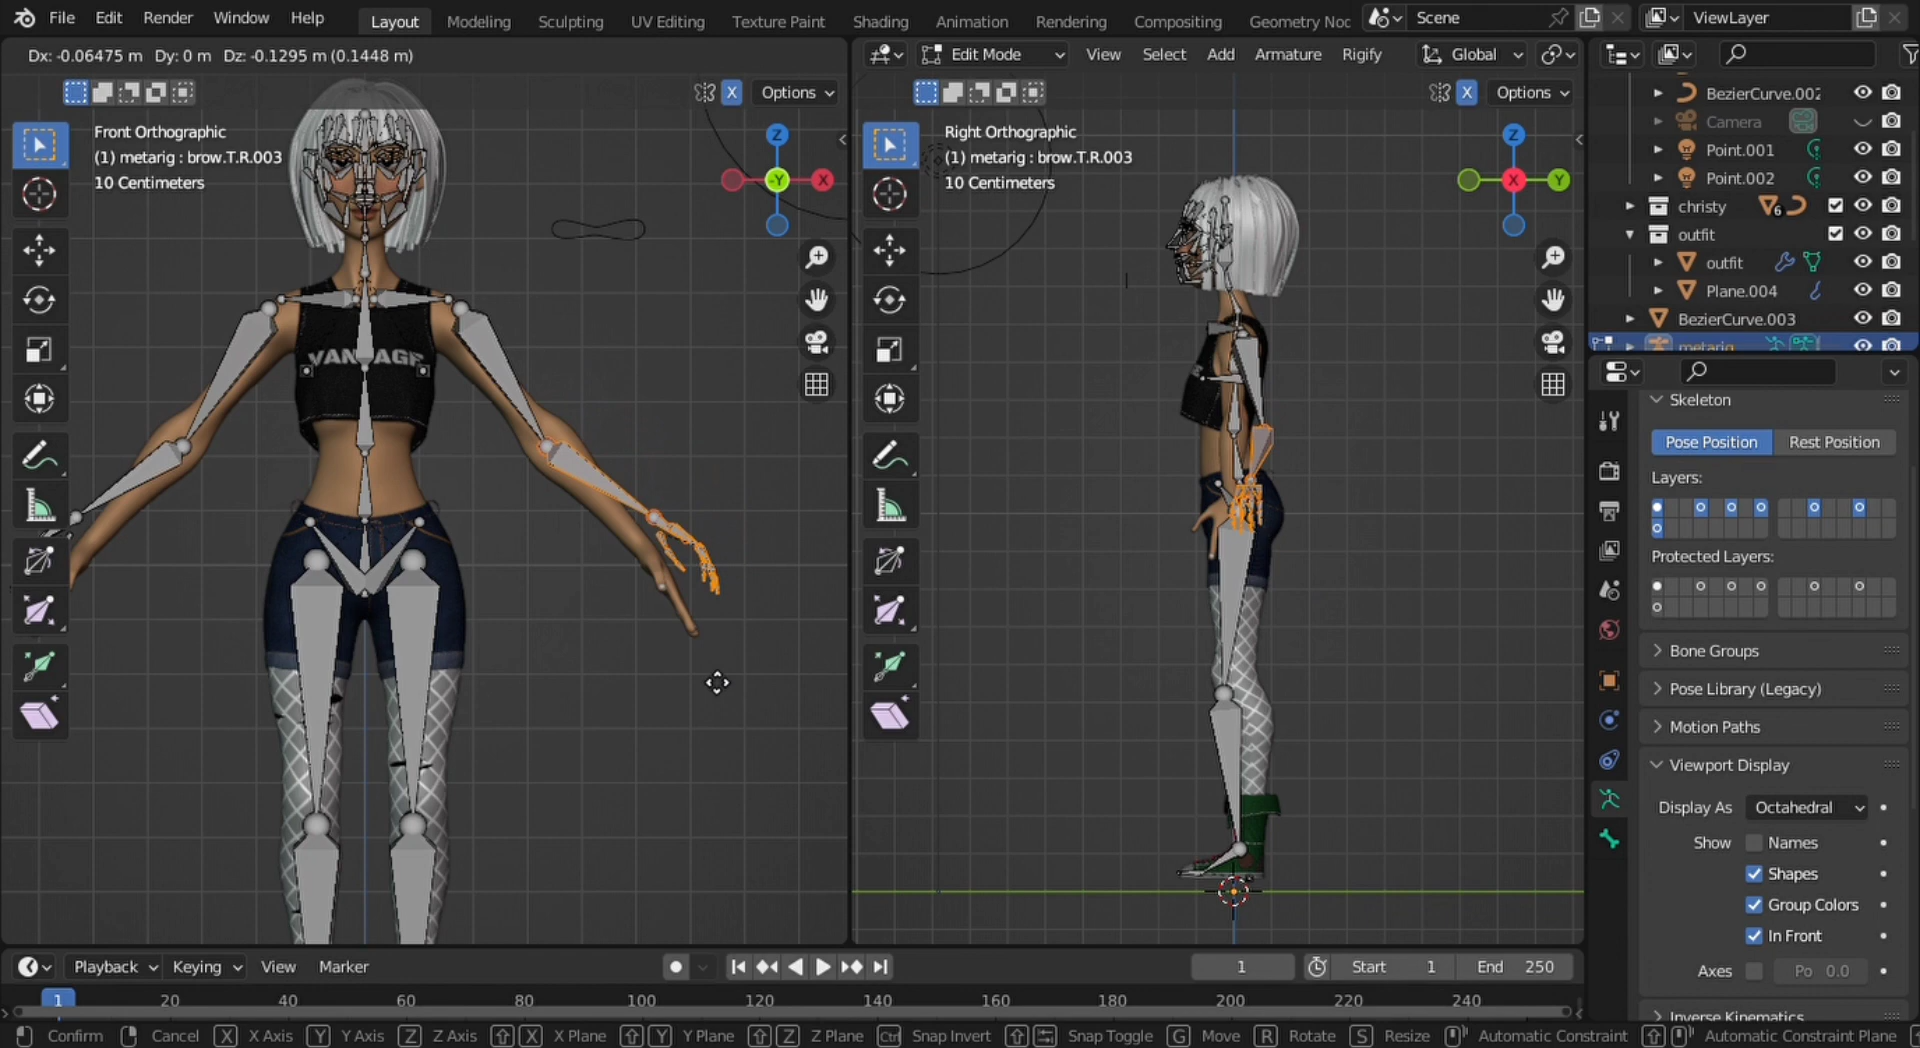 File Edit Render Window Help Layout Modeling Sculpting UV Editing Texture Paint Shading Animation Rendering Compositing Geometry Noc Scene ViewLayer
Dx: -0.06475 m Dy: 0 m Dz: -0.1295 m (0.1448 m)
Edit Mode View Select Add Armature Rigify Global
X Options
X Options
Front Orthographic
(1) metarig : brow.T.R.003
10 Centimeters
Z
-Y
X
Right Orthographic
(1) metarig : brow.T.R.003
10 Centimeters
Z
X
Y
VANTAGE
BezierCurve.002
Camera
Point.001
Point.002
christy 6
outfit
outfit
Plane.004
BezierCurve.003
metarig
Skeleton
Pose Position Rest Position
Layers:
Protected Layers:
Bone Groups
Pose Library (Legacy)
Motion Paths
Viewport Display
Display As Octahedral
Show Names
Shapes
Group Colors
In Front
Axes Po 0.0
Inverse Kinematics
Playback Keying View Marker 1 Start 1 End 250
1 20 40 60 80 100 120 140 160 180 200 220 240
Confirm Cancel X X Axis Y Y Axis Z Z Axis X X Plane Y Y Plane Z Z Plane Ctrl Snap Invert Snap Toggle G Move R Rotate S Resize Automatic Constraint Automatic Constraint Plane